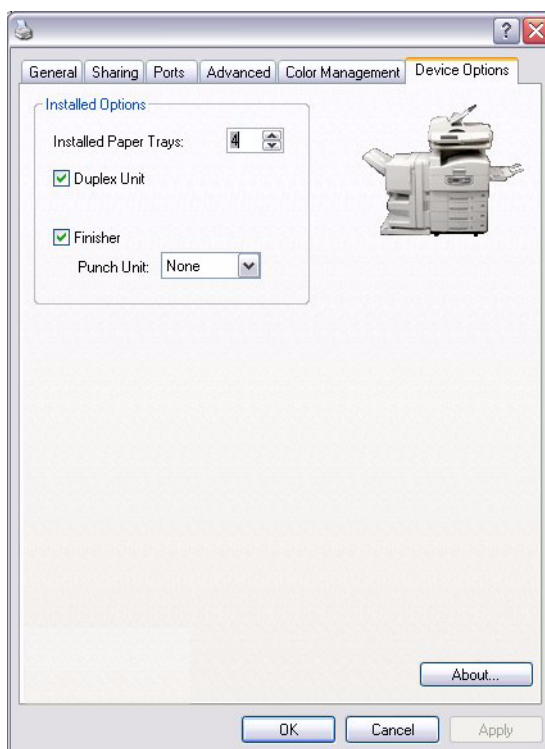 General Sharing Ports Advanced Color Management Device Options
Installed Options
Installed Paper Trays: 4
Duplex Unit
Finisher
Punch Unit: None
About...
OK Cancel Apply